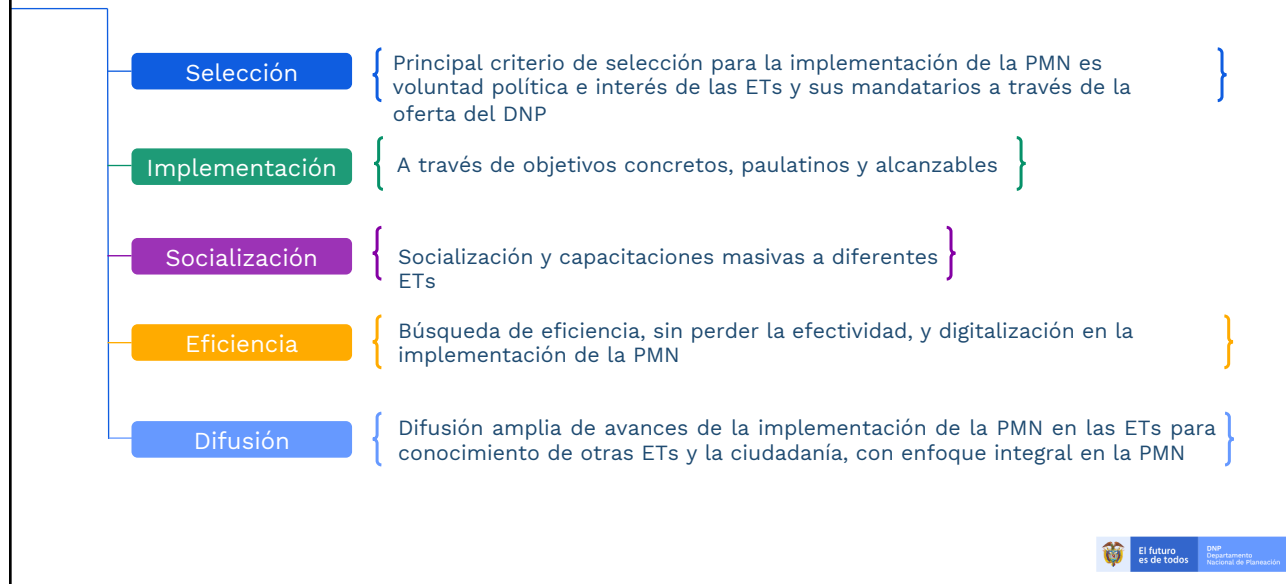 Selección
Principal criterio de selección para la implementación de la PMN es
voluntad política e interés de las ETs y sus mandatarios a través de la
oferta del DNP
Implementación
A través de objetivos concretos, paulatinos y alcanzables
Socialización
Socialización y capacitaciones masivas a diferentes
ETs
Eficiencia
Búsqueda de eficiencia, sin perder la efectividad, y digitalización en la
implementación de la PMN
Difusión
Difusión amplia de avances de la implementación de la PMN en las ETs para
conocimiento de otras ETs y la ciudadanía, con enfoque integral en la PMN
El futuro
es de todos
DNP
Departamento
Nacional de Planeación